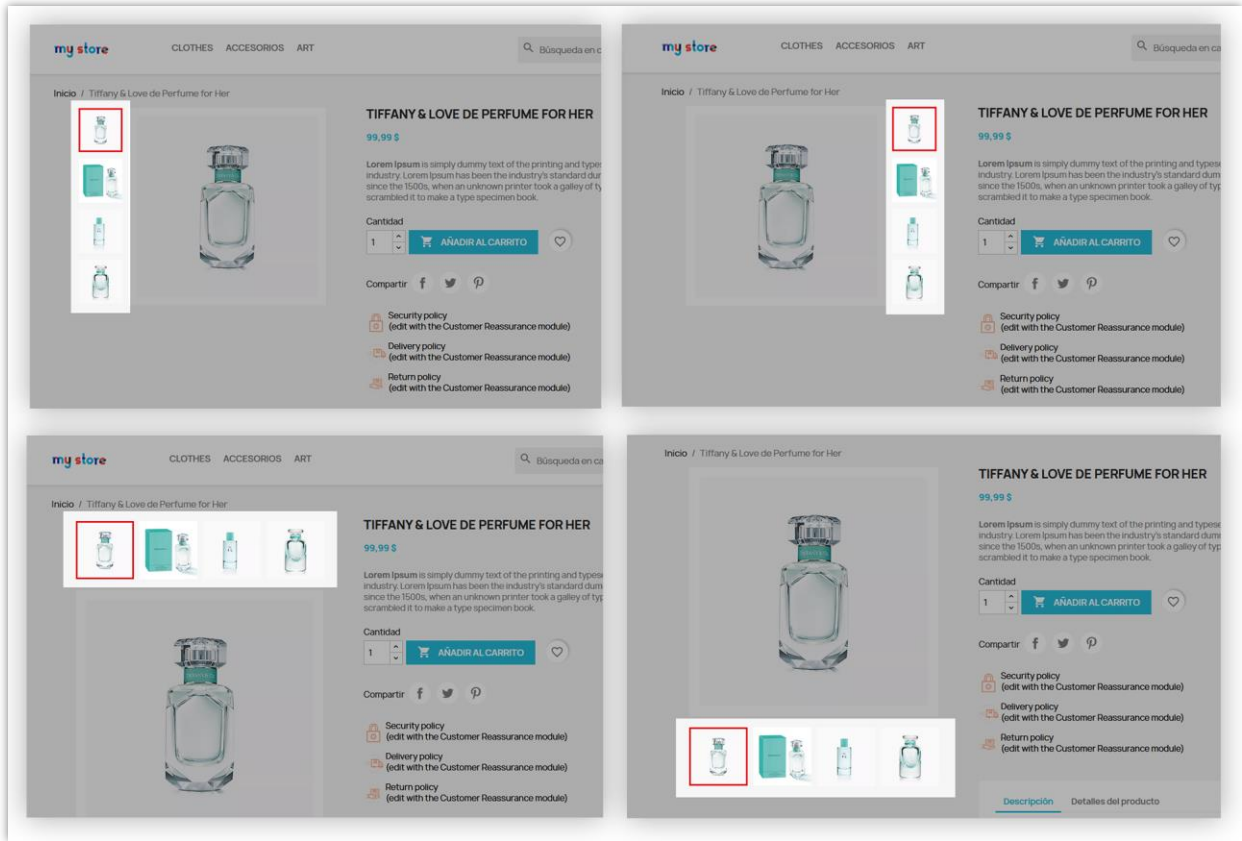 my store
CLOTHES ACCESORIOS ART
Búsqueda en c
Inicio / Tiffany & Love de Perfume for Her
TIFFANY & LOVE DE PERFUME FOR HER
99,99 $
Lorem Ipsum is simply dummy text of the printing and types
industry. Lorem Ipsum has been the industry's standard dum
since the 1500s, when an unknown printer took a galley of ty
scrambled it to make a type specimen book.
Cantidad
1 AÑADIR AL CARRITO
Compartir
Security policy
(edit with the Customer Reassurance module)
Delivery policy
(edit with the Customer Reassurance module)
Return policy
(edit with the Customer Reassurance module)
my store
CLOTHES ACCESORIOS ART
Búsqueda en ca
Inicio / Tiffany & Love de Perfume for Her
TIFFANY & LOVE DE PERFUME FOR HER
99,99 $
Lorem Ipsum is simply dummy text of the printing and typese
industry. Lorem Ipsum has been the industry's standard dum
since the 1500s, when an unknown printer took a galley of typ
scrambled it to make a type specimen book.
Cantidad
1 AÑADIR AL CARRITO
Compartir
Security policy
(edit with the Customer Reassurance module)
Delivery policy
(edit with the Customer Reassurance module)
Return policy
(edit with the Customer Reassurance module)
my store
CLOTHES ACCESORIOS ART
Búsqueda en ca
Inicio / Tiffany & Love de Perfume for Her
TIFFANY & LOVE DE PERFUME FOR HER
99,99 $
Lorem Ipsum is simply dummy text of the printing and typese
industry. Lorem Ipsum has been the industry's standard dum
since the 1500s, when an unknown printer took a galley of typ
scrambled it to make a type specimen book.
Cantidad
1 AÑADIR AL CARRITO
Compartir
Security policy
(edit with the Customer Reassurance module)
Delivery policy
(edit with the Customer Reassurance module)
Return policy
(edit with the Customer Reassurance module)
Inicio / Tiffany & Love de Perfume for Her
TIFFANY & LOVE DE PERFUME FOR HER
99,99 $
Lorem Ipsum is simply dummy text of the printing and typese
industry. Lorem Ipsum has been the industry's standard dum
since the 1500s, when an unknown printer took a galley of typ
scrambled it to make a type specimen book.
Cantidad
1 AÑADIR AL CARRITO
Compartir
Security policy
(edit with the Customer Reassurance module)
Delivery policy
(edit with the Customer Reassurance module)
Return policy
(edit with the Customer Reassurance module)
Descripción Detalles del producto